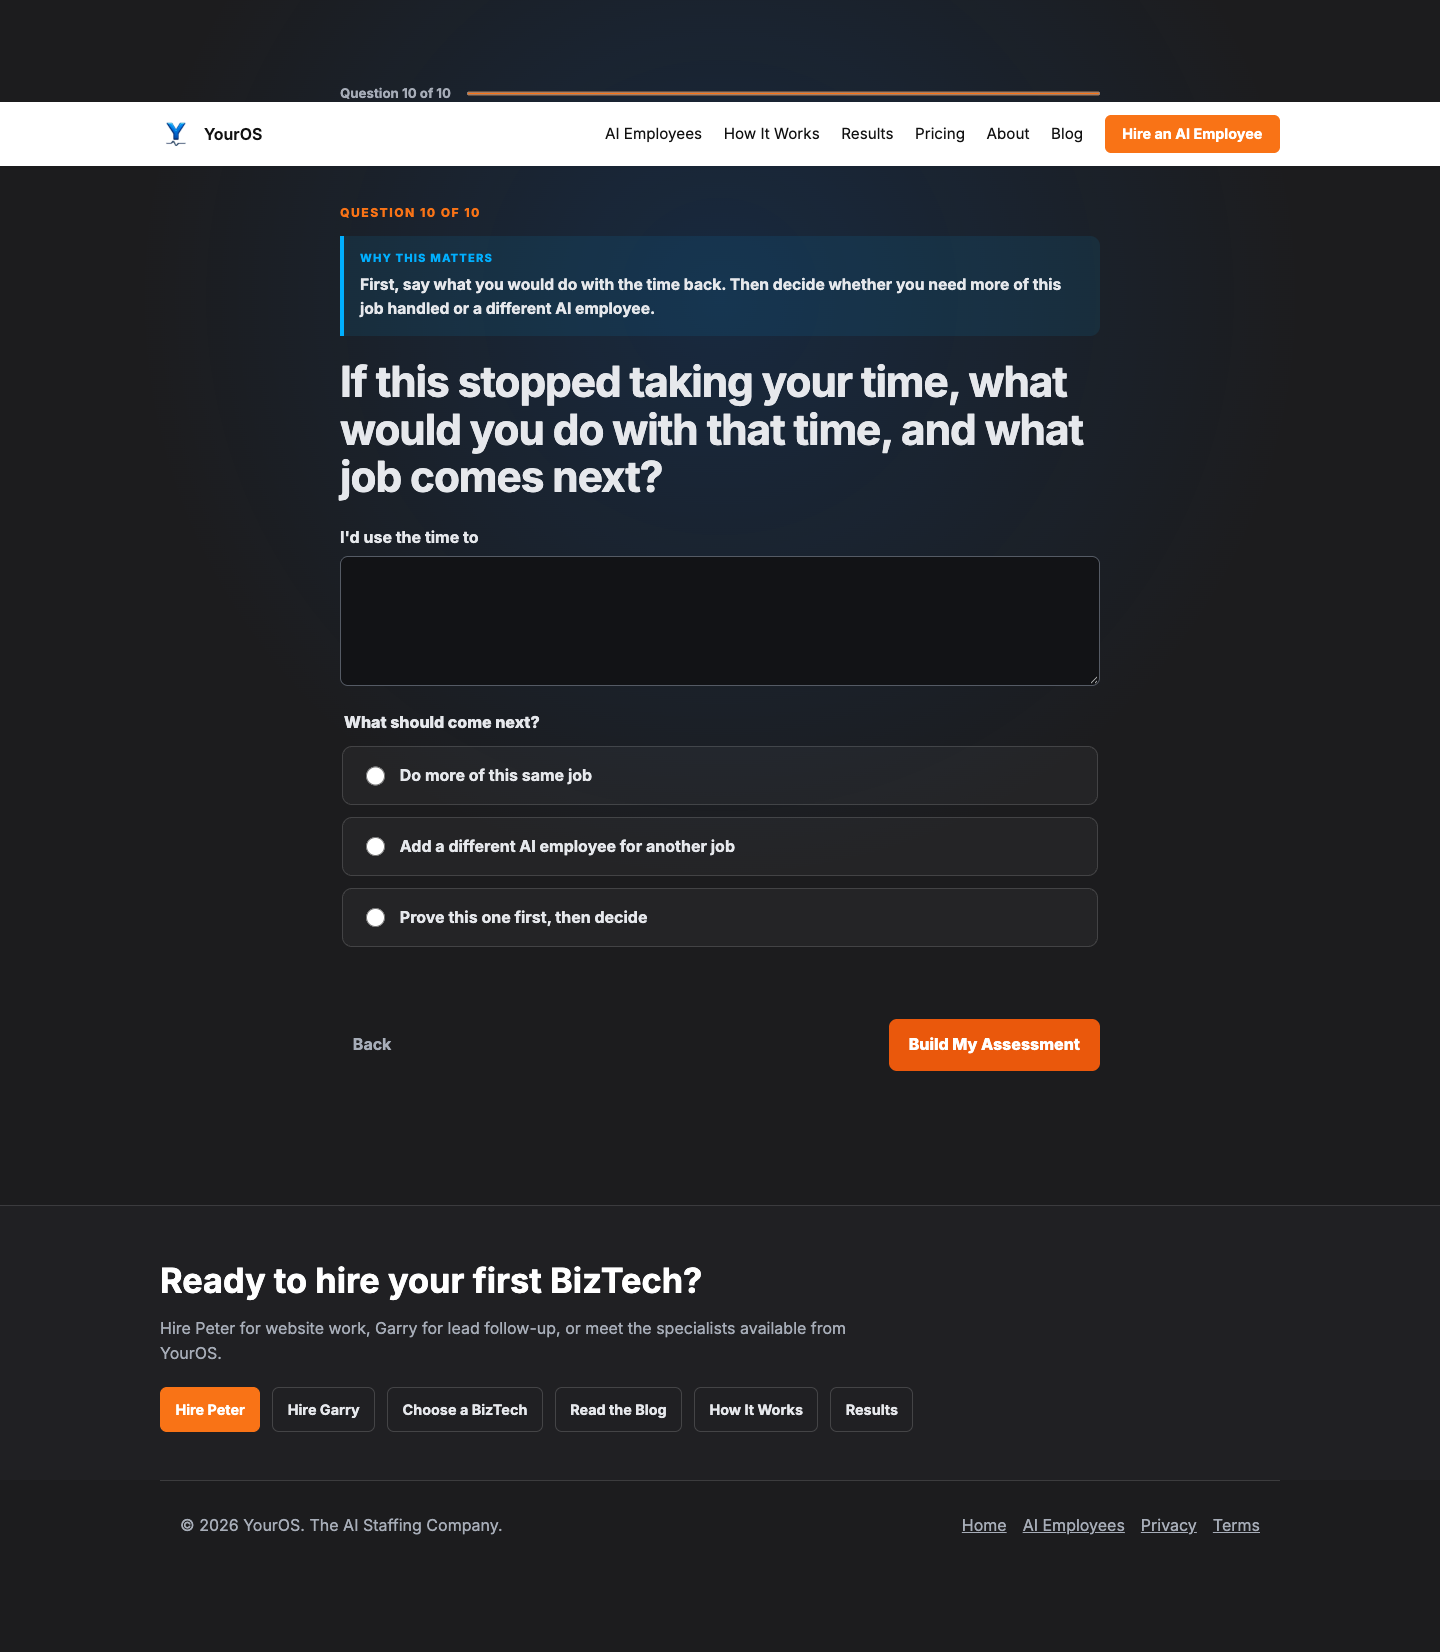 Question 10 of 10
YourOS
AI Employees
How It Works
Results
Pricing
About
Blog
Hire an AI Employee
QUESTION 10 OF 10
WHY THIS MATTERS
First, say what you would do with the time back. Then decide whether you need more of this
job handled or a different AI employee.
If this stopped taking your time, what
would you do with that time, and what
job comes next?
I'd use the time to
What should come next?
Do more of this same job
Add a different AI employee for another job
Prove this one first, then decide
Back
Build My Assessment
Ready to hire your first BizTech?
Hire Peter for website work, Garry for lead follow-up, or meet the specialists available from
YourOS.
Hire Peter
Hire Garry
Choose a BizTech
Read the Blog
How It Works
Results
© 2026 YourOS. The AI Staffing Company.
Home
AI Employees
Privacy
Terms